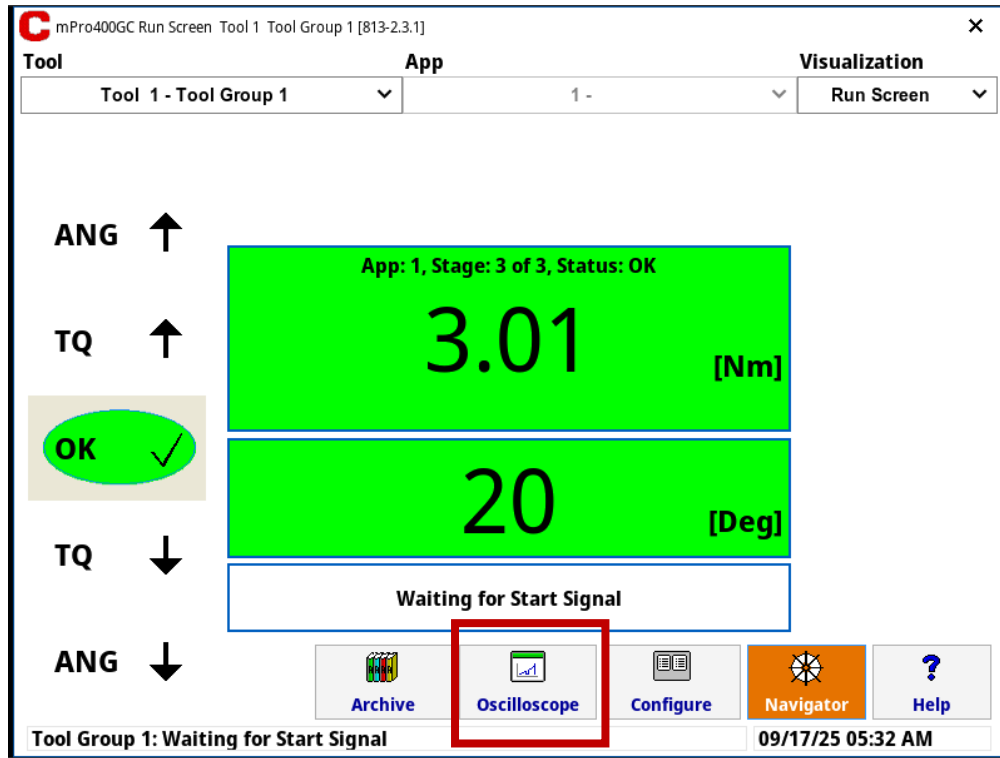 C mPro400GC Run Screen Tool 1 Tool Group 1 [813-2.3.1]
Tool App Visualization
Tool 1 - Tool Group 1 1 - Run Screen
ANG
App: 1, Stage: 3 of 3, Status: OK
TQ
3.01 [Nm]
OK
20 [Deg]
TQ
Waiting for Start Signal
ANG
Archive Oscilloscope Configure Navigator ? Help
Tool Group 1: Waiting for Start Signal 09/17/25 05:32 AM